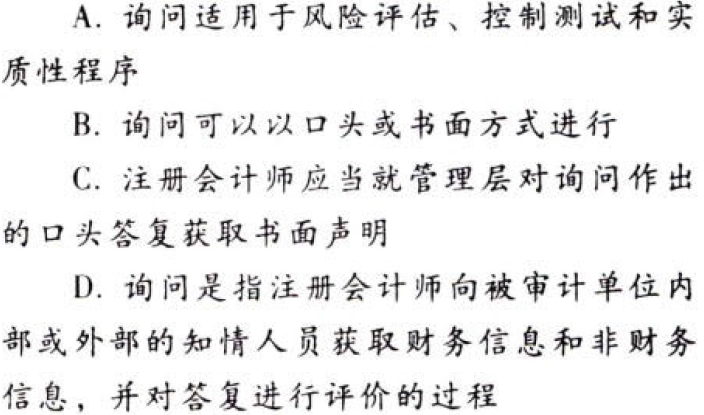 A. 询问适用于风险评估、控制测试和实
质性程序
B. 询问可以以口头或书面方式进行
C. 注册会计师应当就管理层对询问作出
的口头答复获取书面声明
D. 询问是指注册会计师向被审计单位内
部或外部的知情人员获取财务信息和非财务
信息，并对答复进行评价的过程